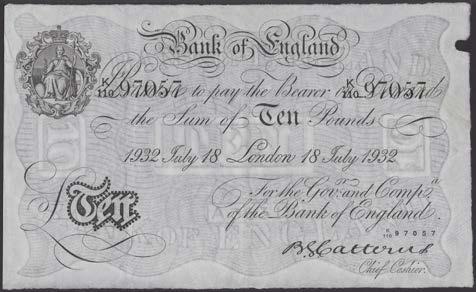 Bank of England
K/110 97057 K/110 97057
I Promise to pay the Bearer on Demand
the Sum of Ten Pounds
1932 July 18 London 18 July 1932
For the Govr. and Compa.
of the Bank of England.
£Ten
K/110 97057
B G Catterns
Chief Cashier.